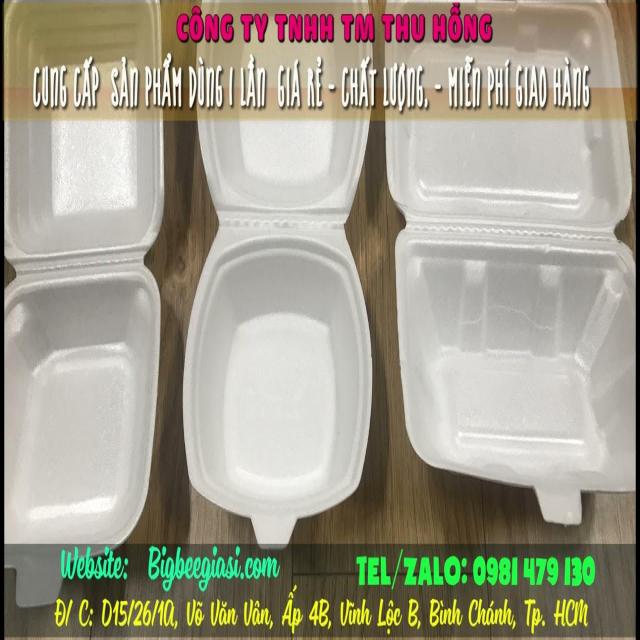 CÔNG TY TNHH TM THU HỒNG
CUNG CẤP SẢN PHẨM DÙNG 1 LẦN GIÁ RẺ - CHẤT LƯỢNG. - MIỄN PHÍ GIAO HÀNG
Website: Bigbeegiasi.com
TEL/ZALO: 0981 479 130
Đ/ C: D15/26/1Q, Võ Văn Vân, Ấp 4B, Vĩnh Lộc B, Bình Chánh, Tp. HCM